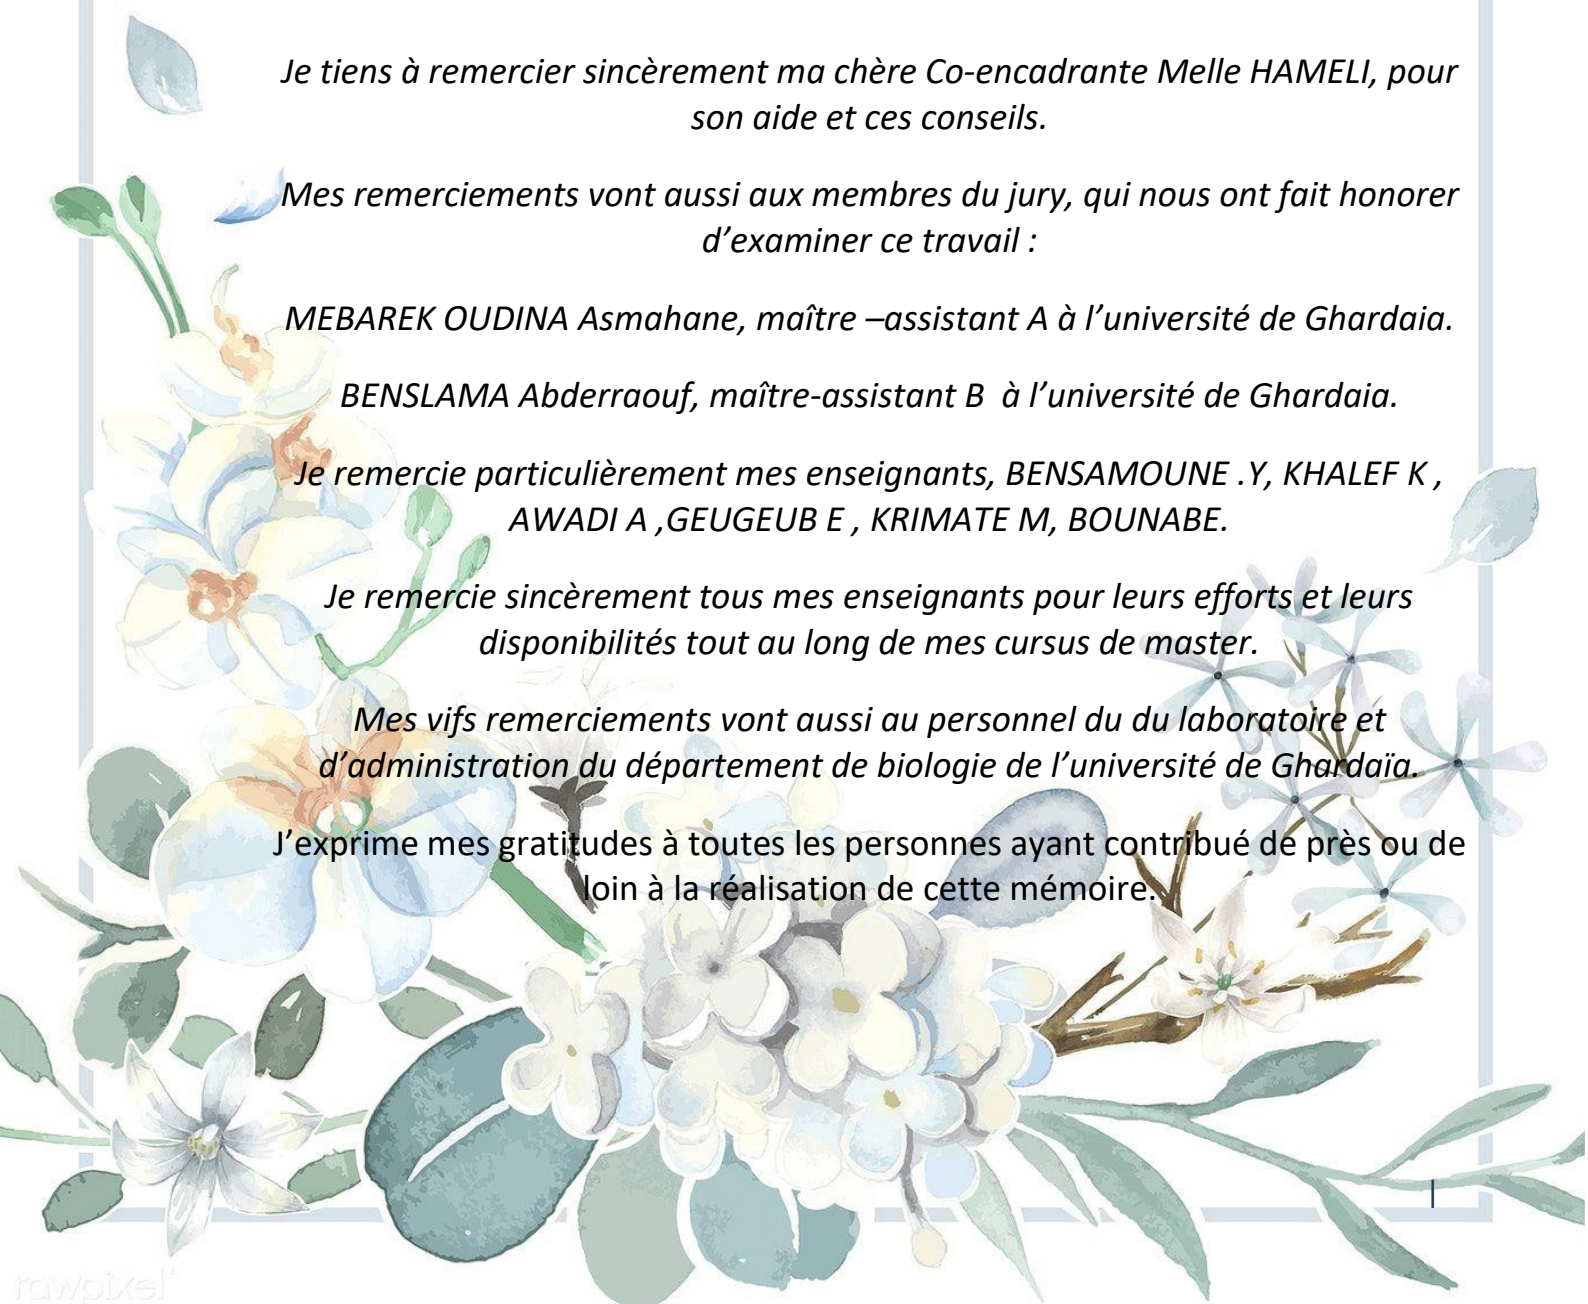 Je tiens à remercier sincèrement ma chère Co-encadrante Melle HAMELI, pour
son aide et ces conseils.
Mes remerciements vont aussi aux membres du jury, qui nous ont fait honorer
d’examiner ce travail :
MEBAREK OUDINA Asmahane, maître –assistant A à l’université de Ghardaia.
BENSLAMA Abderraouf, maître-assistant B  à l’université de Ghardaia.
Je remercie particulièrement mes enseignants, BENSAMOUNE .Y, KHALEF K ,
AWADI A ,GEUGEUB E , KRIMATE M, BOUNABE.
Je remercie sincèrement tous mes enseignants pour leurs efforts et leurs
disponibilités tout au long de mes cursus de master.
Mes vifs remerciements vont aussi au personnel du du laboratoire et
d’administration du département de biologie de l’université de Ghardaïa.
J’exprime mes gratitudes à toutes les personnes ayant contribué de près ou de
loin à la réalisation de cette mémoire.
I
rawpixel